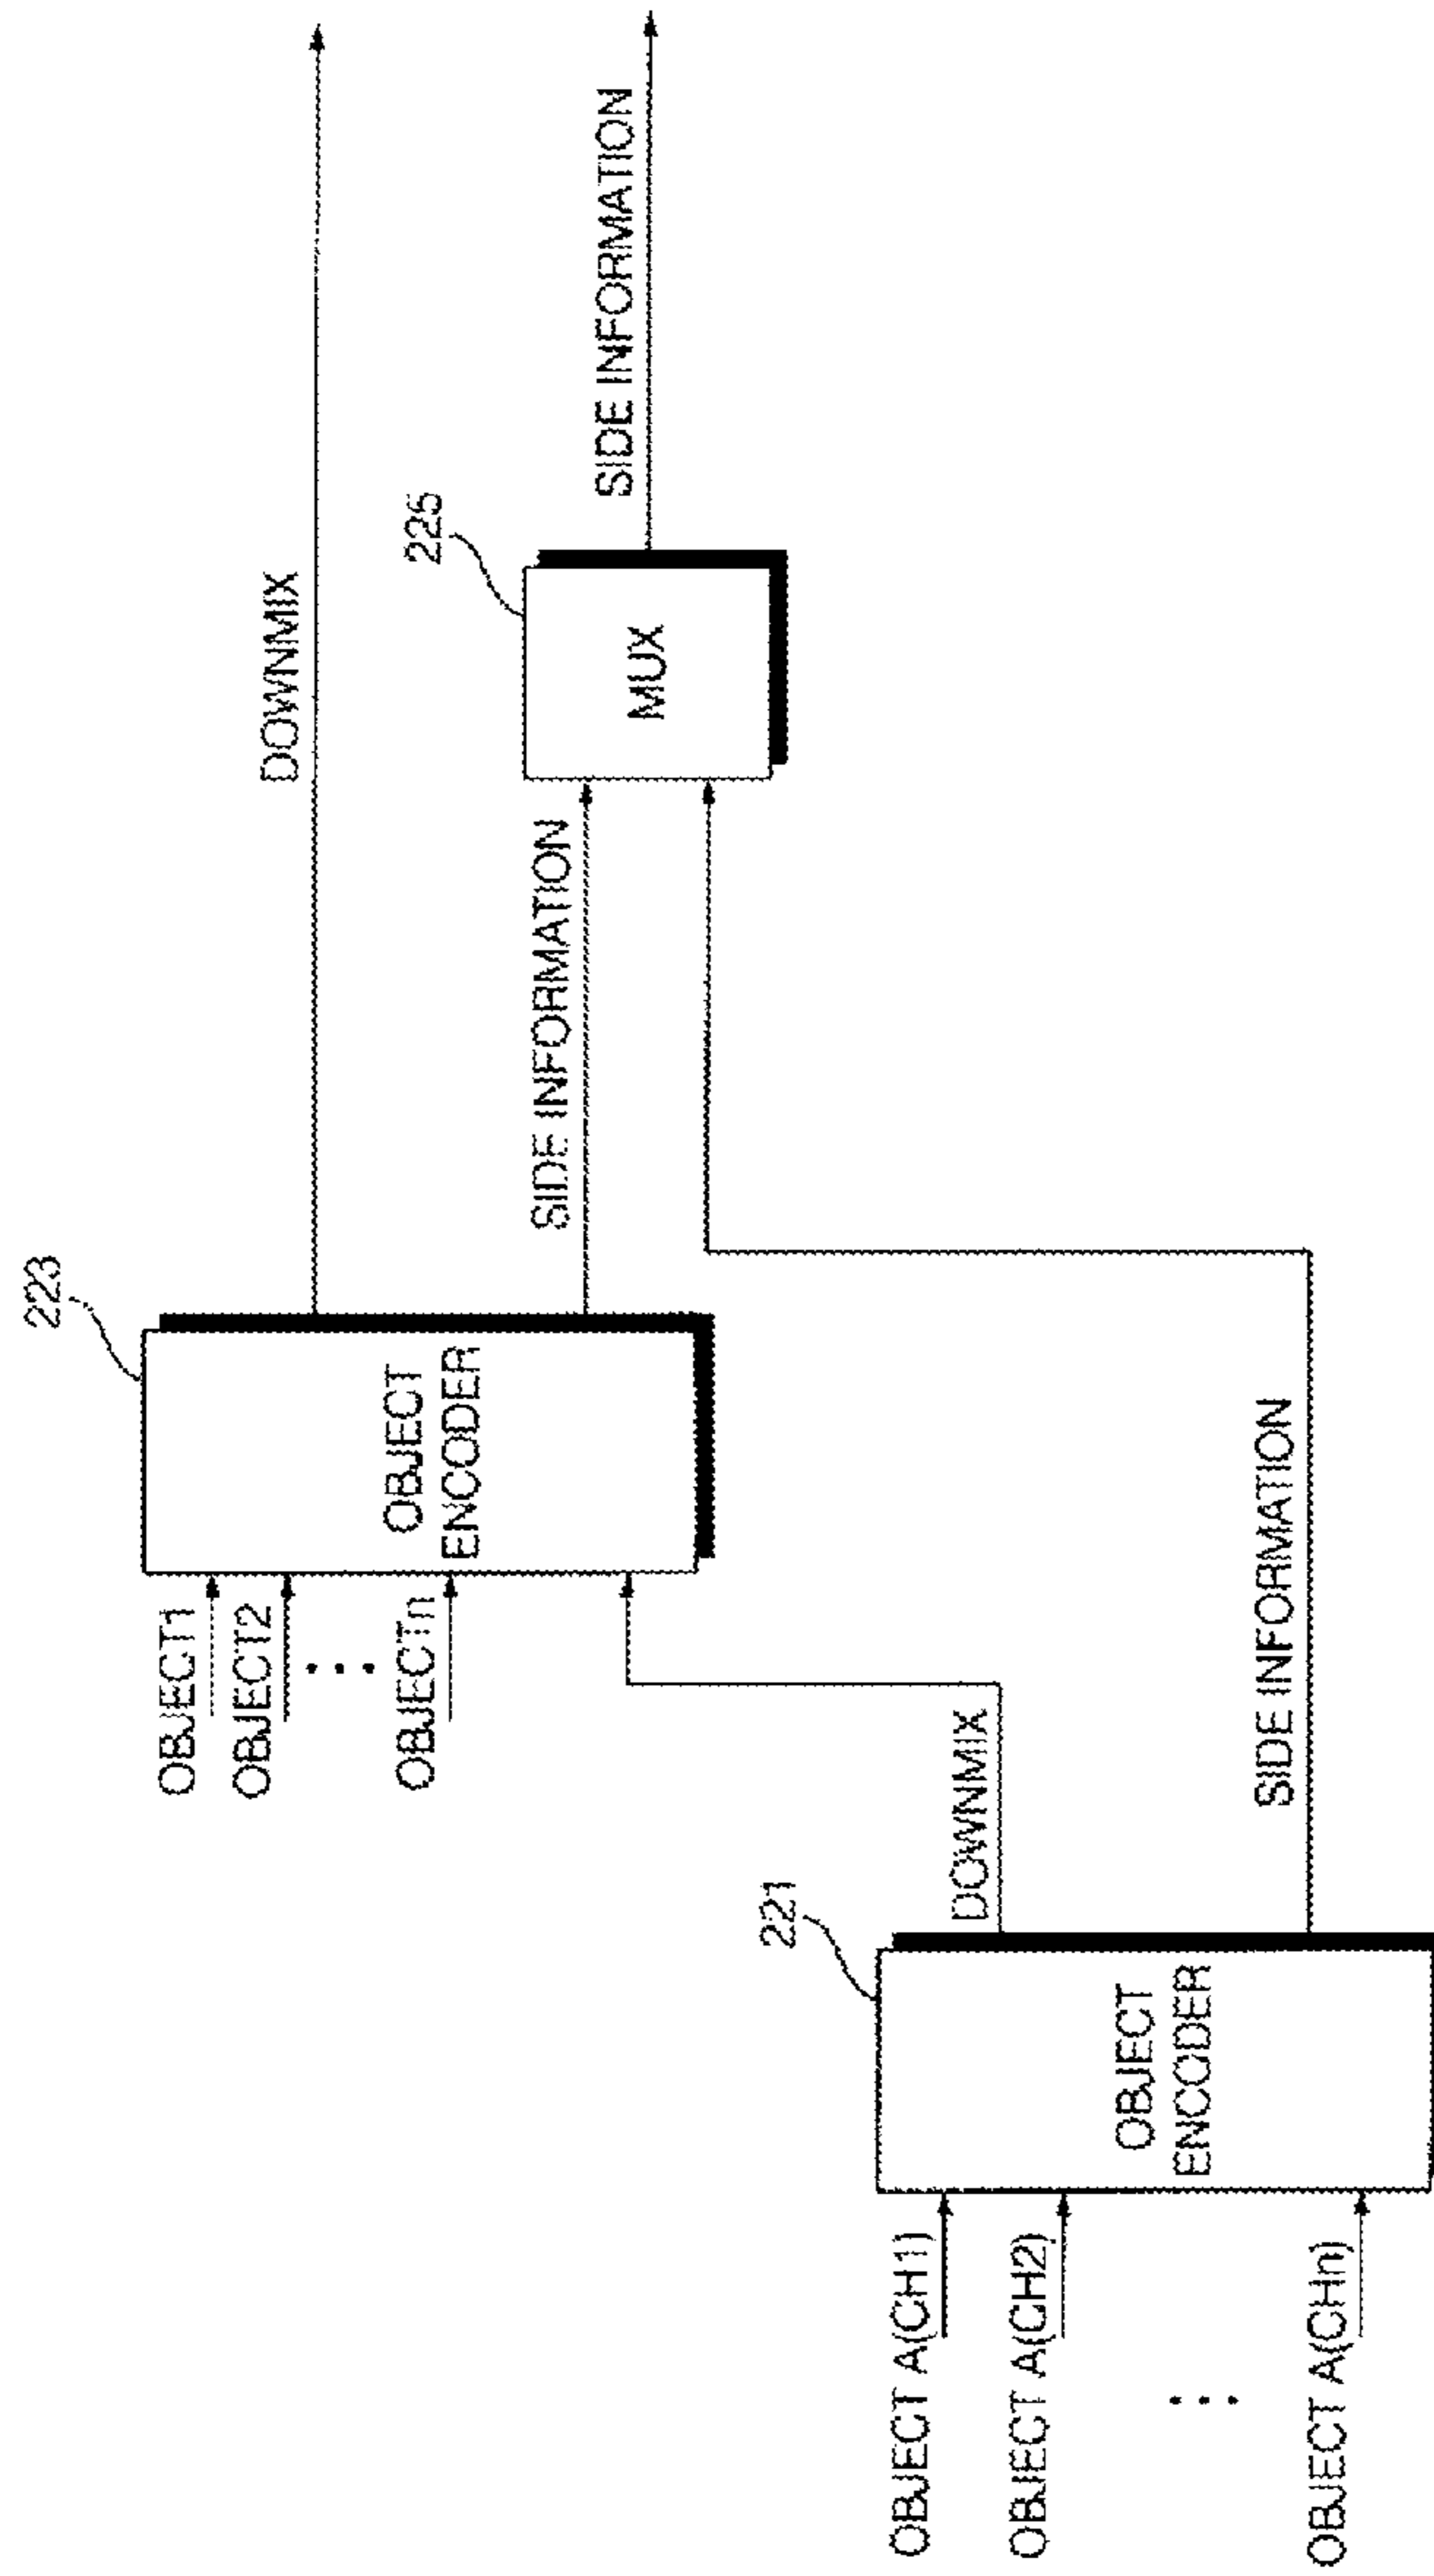 223
OBJECT1
OBJECT2
...
OBJECTn
OBJECT
ENCODER
DOWNMIX
SIDE INFORMATION
225
MUX
SIDE INFORMATION
221
OBJECT A(CH1)
OBJECT A(CH2)
...
OBJECT A(CHn)
OBJECT
ENCODER
DOWNMIX
SIDE INFORMATION